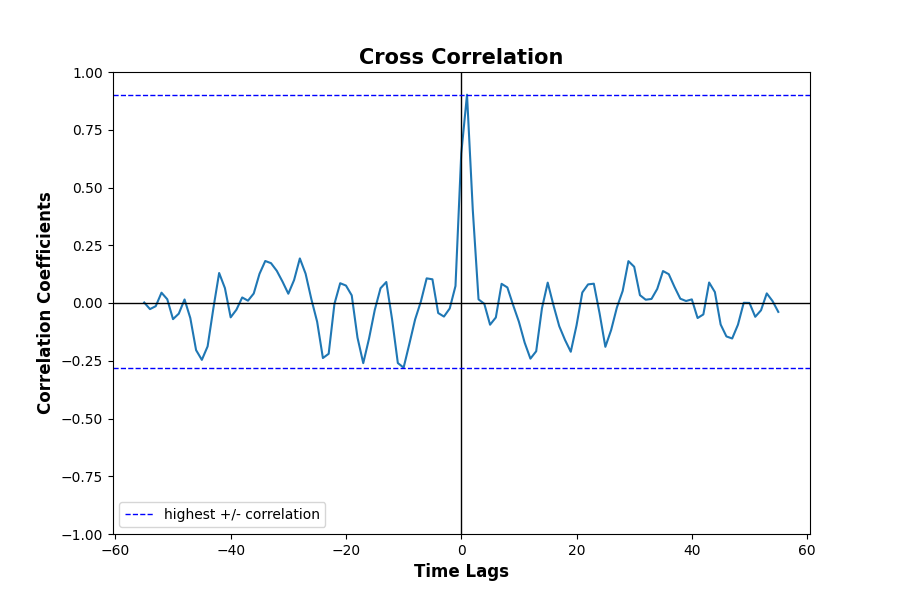 Cross Correlation
1.00
0.75
0.50
0.25
0.00
−0.25
−0.50
−0.75
−1.00
Correlation Coefficients
highest +/- correlation
−60 −40 −20 0 20 40 60
Time Lags